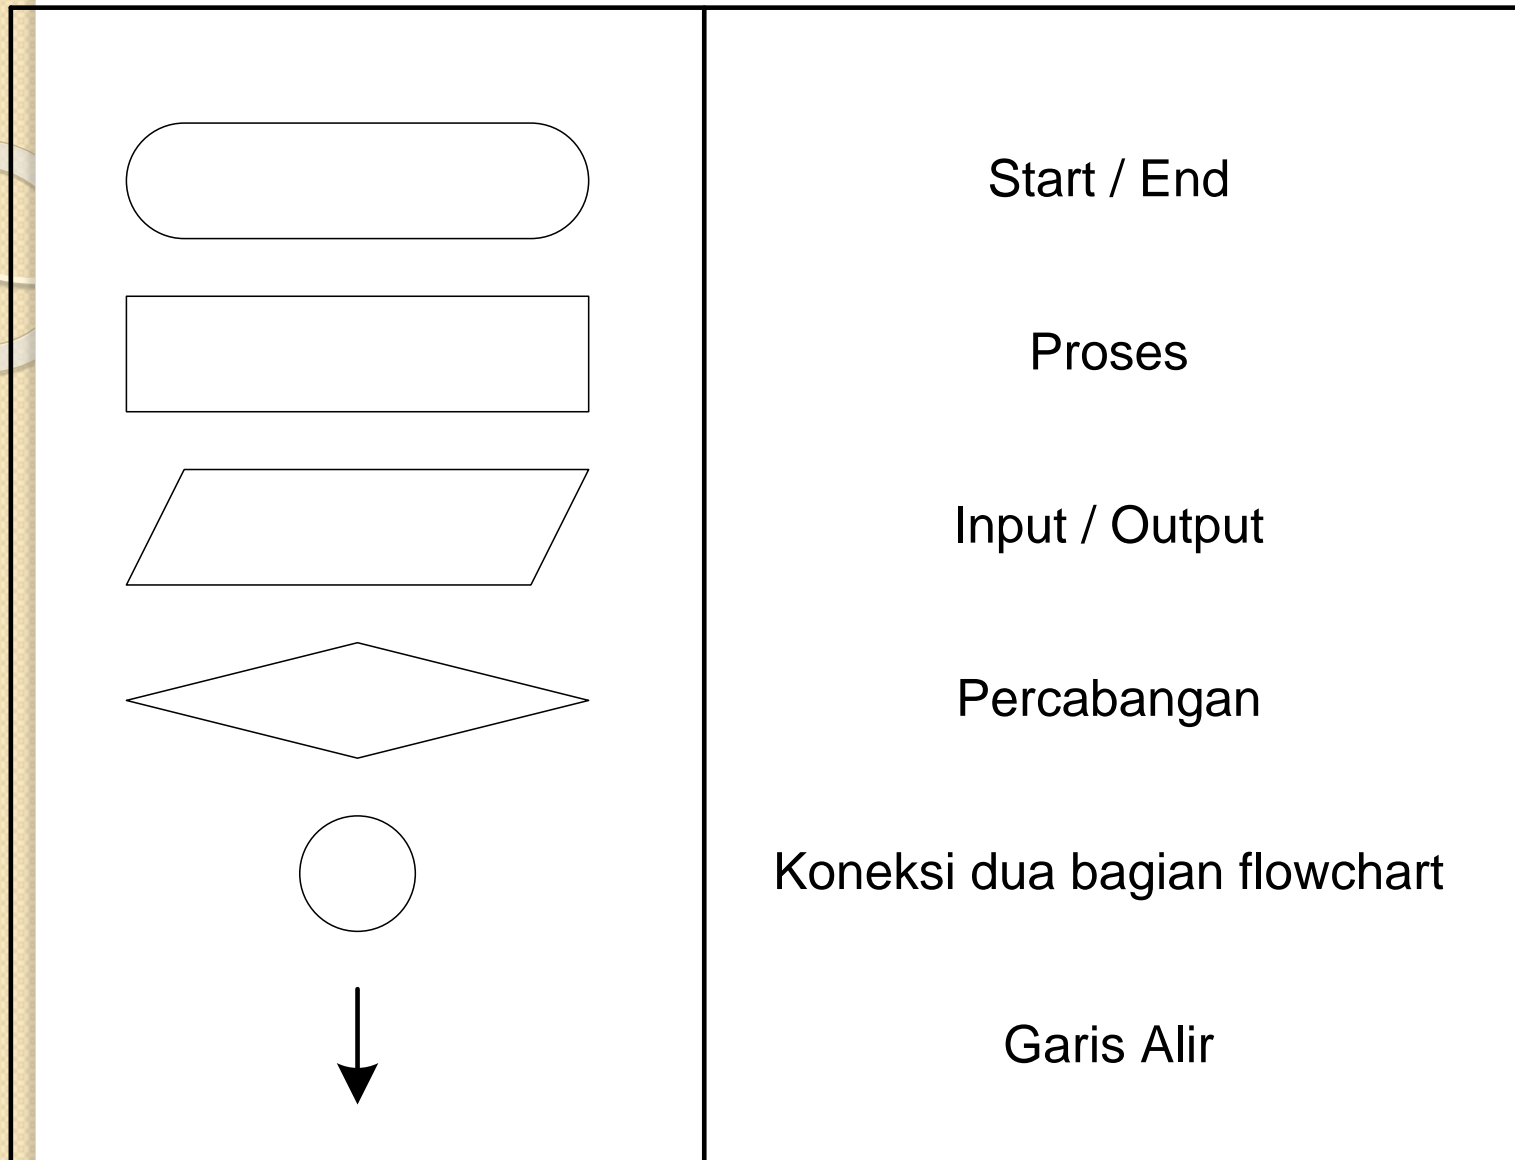 Start / End
Proses
Input / Output
Percabangan
Koneksi dua bagian flowchart
Garis Alir